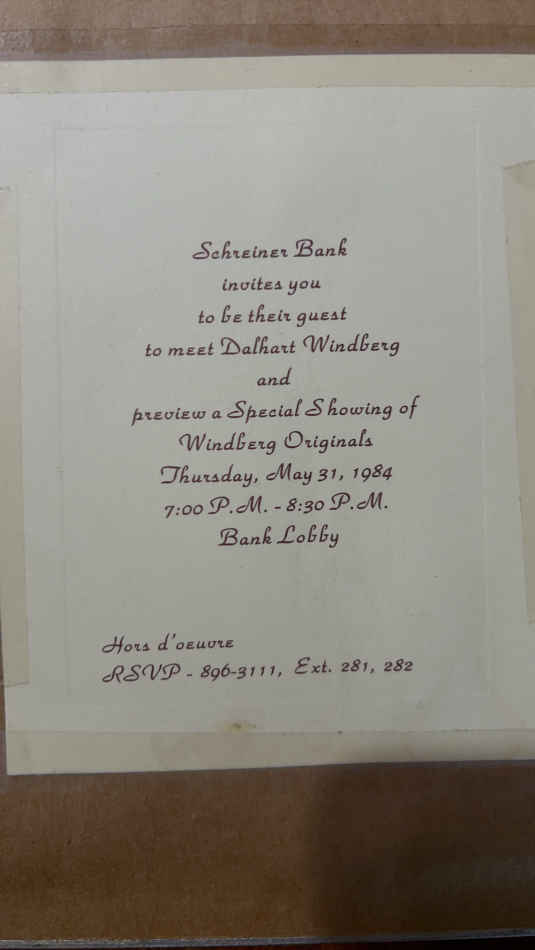 Schreiner Bank
invites you
to be their guest
to meet Dalhart Windberg
and
preview a Special Showing of
Windberg Originals
Thursday, May 31, 1984
7:00 P.M. - 8:30 P.M.
Bank Lobby
Hors d'oeuvre
RSVP - 896-3111, Ext. 281, 282